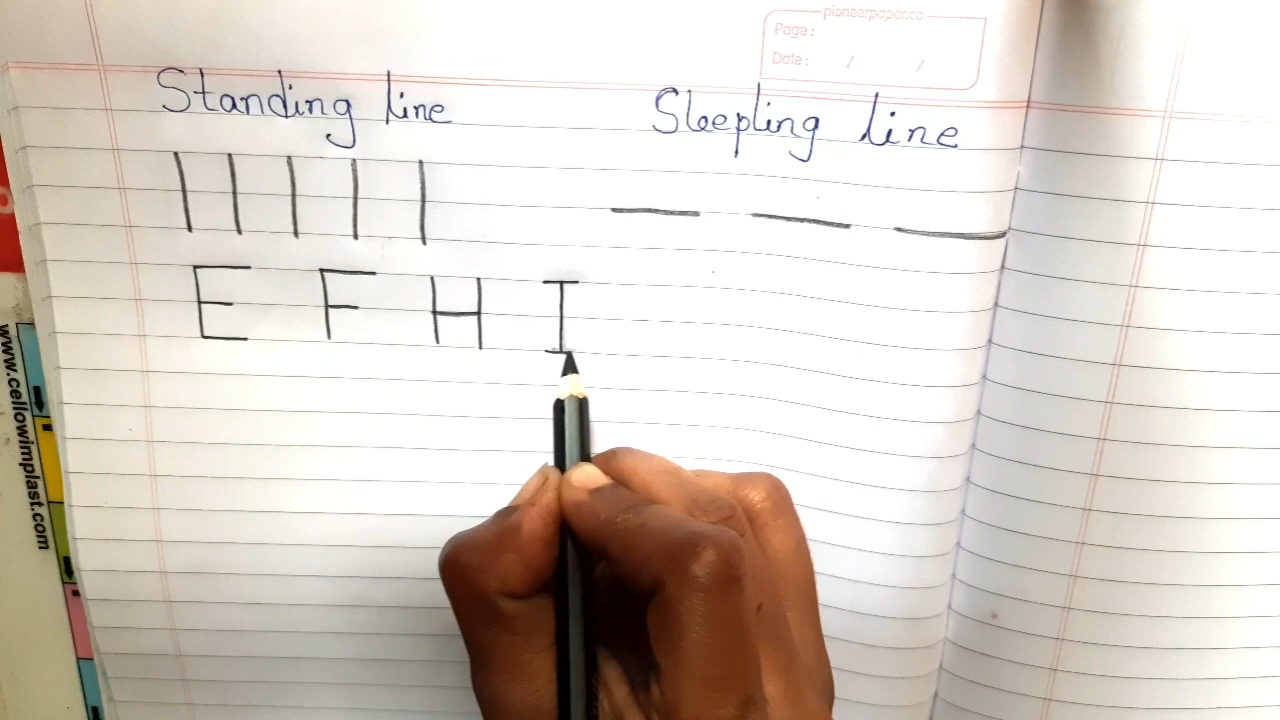 pioneerpaper.co
Page:
Date: / /
Standing line
Sleepling line
E F H I
www.cellowimplast.com